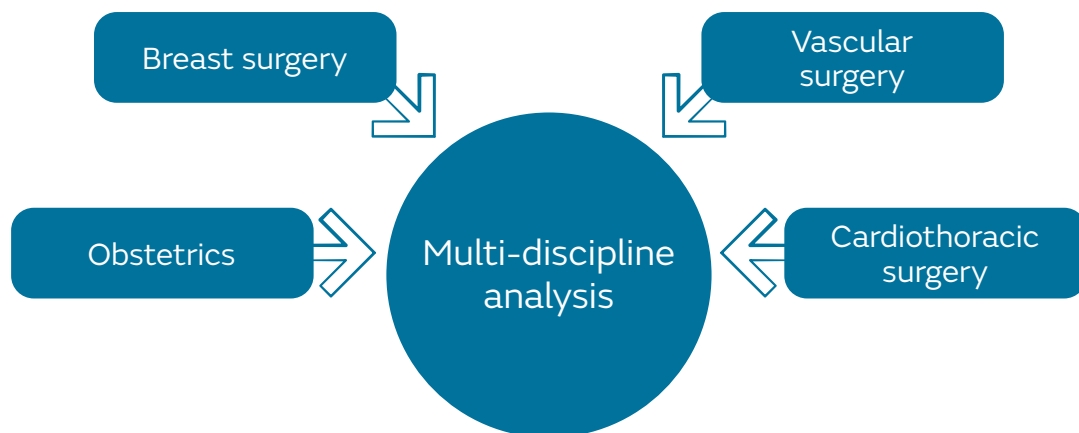 Breast surgery
Vascular
surgery
Obstetrics
Multi-discipline
analysis
Cardiothoracic
surgery